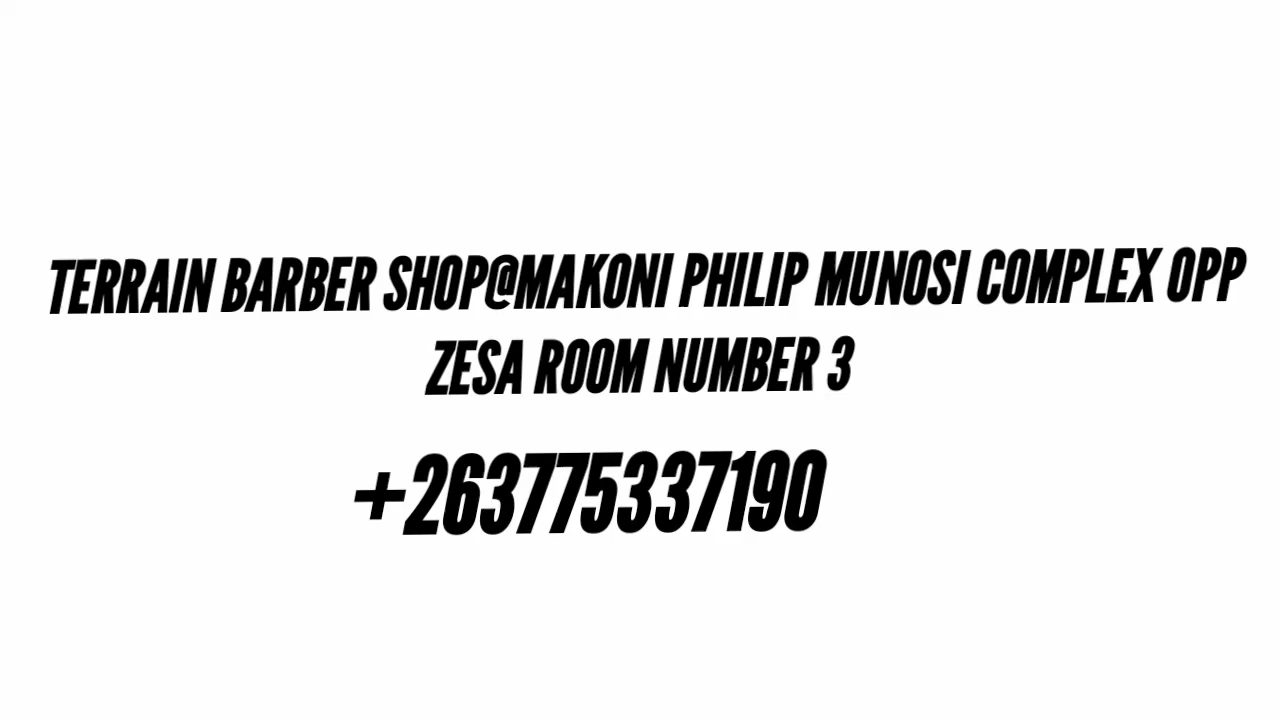 TERRAIN BARBER SHOP@MAKONI PHILIP MUNOSI COMPLEX OPP
ZESA ROOM NUMBER 3
+263775337190